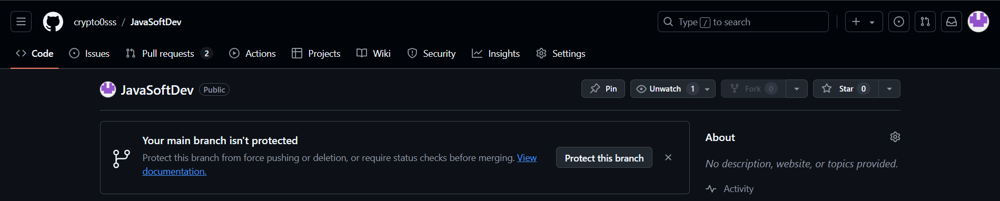 crypto0sss / JavaSoftDev
Type / to search
Code Issues Pull requests 2 Actions Projects Wiki Security Insights Settings
JavaSoftDev Public
Pin Unwatch 1 Fork 0 Star 0
Your main branch isn't protected
Protect this branch from force pushing or deletion, or require status checks before merging. View
documentation.
Protect this branch
About
No description, website, or topics provided.
Activity